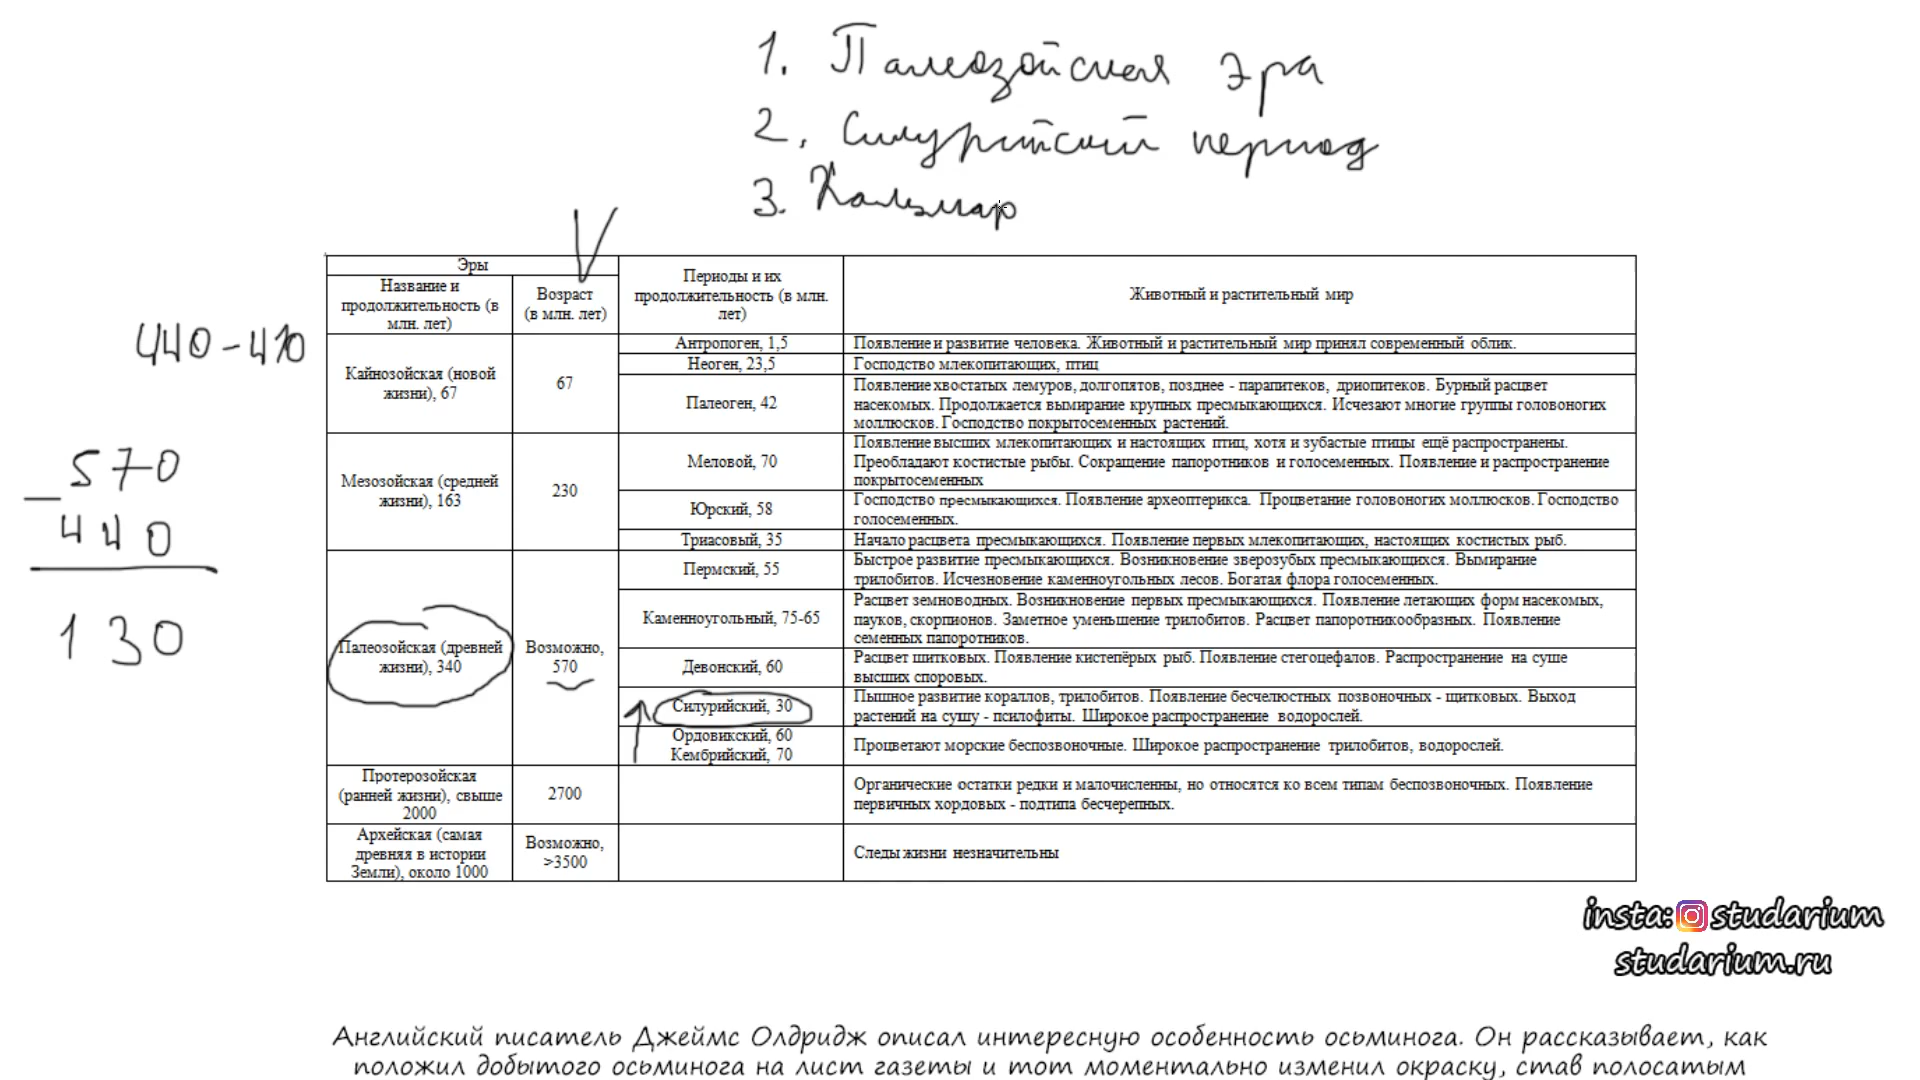 1. Палеозойская эра
2. Силурийский период
3. Кальмар
440-410
570
440
130
Эры
Название и
продолжительность (в
млн. лет)
Возраст
(в млн. лет)
Периоды и их
продолжительность (в млн.
лет)
Животный и растительный мир
Кайнозойская (новой
жизни), 67
67
Антропоген, 1,5
Появление и развитие человека. Животный и растительный мир принял современный облик.
Неоген, 23,5
Господство млекопитающих, птиц
Палеоген, 42
Появление хвостатых лемуров, долгопятов, позднее - парапитеков, дриопитеков. Бурный расцвет
насекомых. Продолжается вымирание крупных пресмыкающихся. Исчезают многие группы головоногих
моллюсков. Господство покрытосеменных растений.
Мезозойская (средней
жизни), 163
230
Меловой, 70
Появление высших млекопитающих и настоящих птиц, хотя и зубастые птицы ещё распространены.
Преобладают костистые рыбы. Сокращение папоротников и голосеменных. Появление и распространение
покрытосеменных
Юрский, 58
Господство пресмыкающихся. Появление археоптерикса. Процветание головоногих моллюсков. Господство
голосеменных.
Триасовый, 35
Начало расцвета пресмыкающихся. Появление первых млекопитающих, настоящих костистых рыб.
Палеозойская (древней
жизни), 340
Возможно,
570
Пермский, 55
Быстрое развитие пресмыкающихся. Возникновение зверозубых пресмыкающихся. Вымирание
трилобитов. Исчезновение каменноугольных лесов. Богатая флора голосеменных.
Каменноугольный, 75-65
Расцвет земноводных. Возникновение первых пресмыкающихся. Появление летающих форм насекомых,
пауков, скорпионов. Заметное уменьшение трилобитов. Расцвет папоротникообразных. Появление
семенных папоротников.
Девонский, 60
Расцвет щитковых. Появление кистепёрых рыб. Появление стегоцефалов. Распространение на суше
высших споровых.
Силурийский, 30
Пышное развитие кораллов, трилобитов. Появление бесчелюстных позвоночных - щитковых. Выход
растений на сушу - псилофиты. Широкое распространение водорослей.
Ордовикский, 60
Кембрийский, 70
Процветают морские беспозвоночные. Широкое распространение трилобитов, водорослей.
Протерозойская
(ранней жизни), свыше
2000
2700
Органические остатки редки и малочисленны, но относятся ко всем типам беспозвоночных. Появление
первичных хордовых - подтипа бесчерепных.
Архейская (самая
древняя в истории
Земли), около 1000
Возможно,
>3500
Следы жизни незначительны
insta: studarium
studarium.ru
Английский писатель Джеймс Олдридж описал интересную особенность осьминога. Он рассказывает, как
положил добытого осьминога на лист газеты и тот моментально изменил окраску, став полосатым